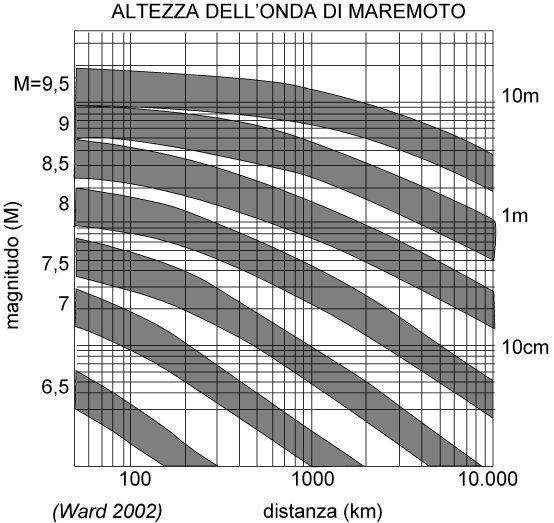 ALTEZZA DELL'ONDA DI MAREMOTO
M=9,5
10m
9
8,5
8
1m
7,5
7
10cm
6,5
magnitudo (M)
100 1000 10.000
(Ward 2002) distanza (km)